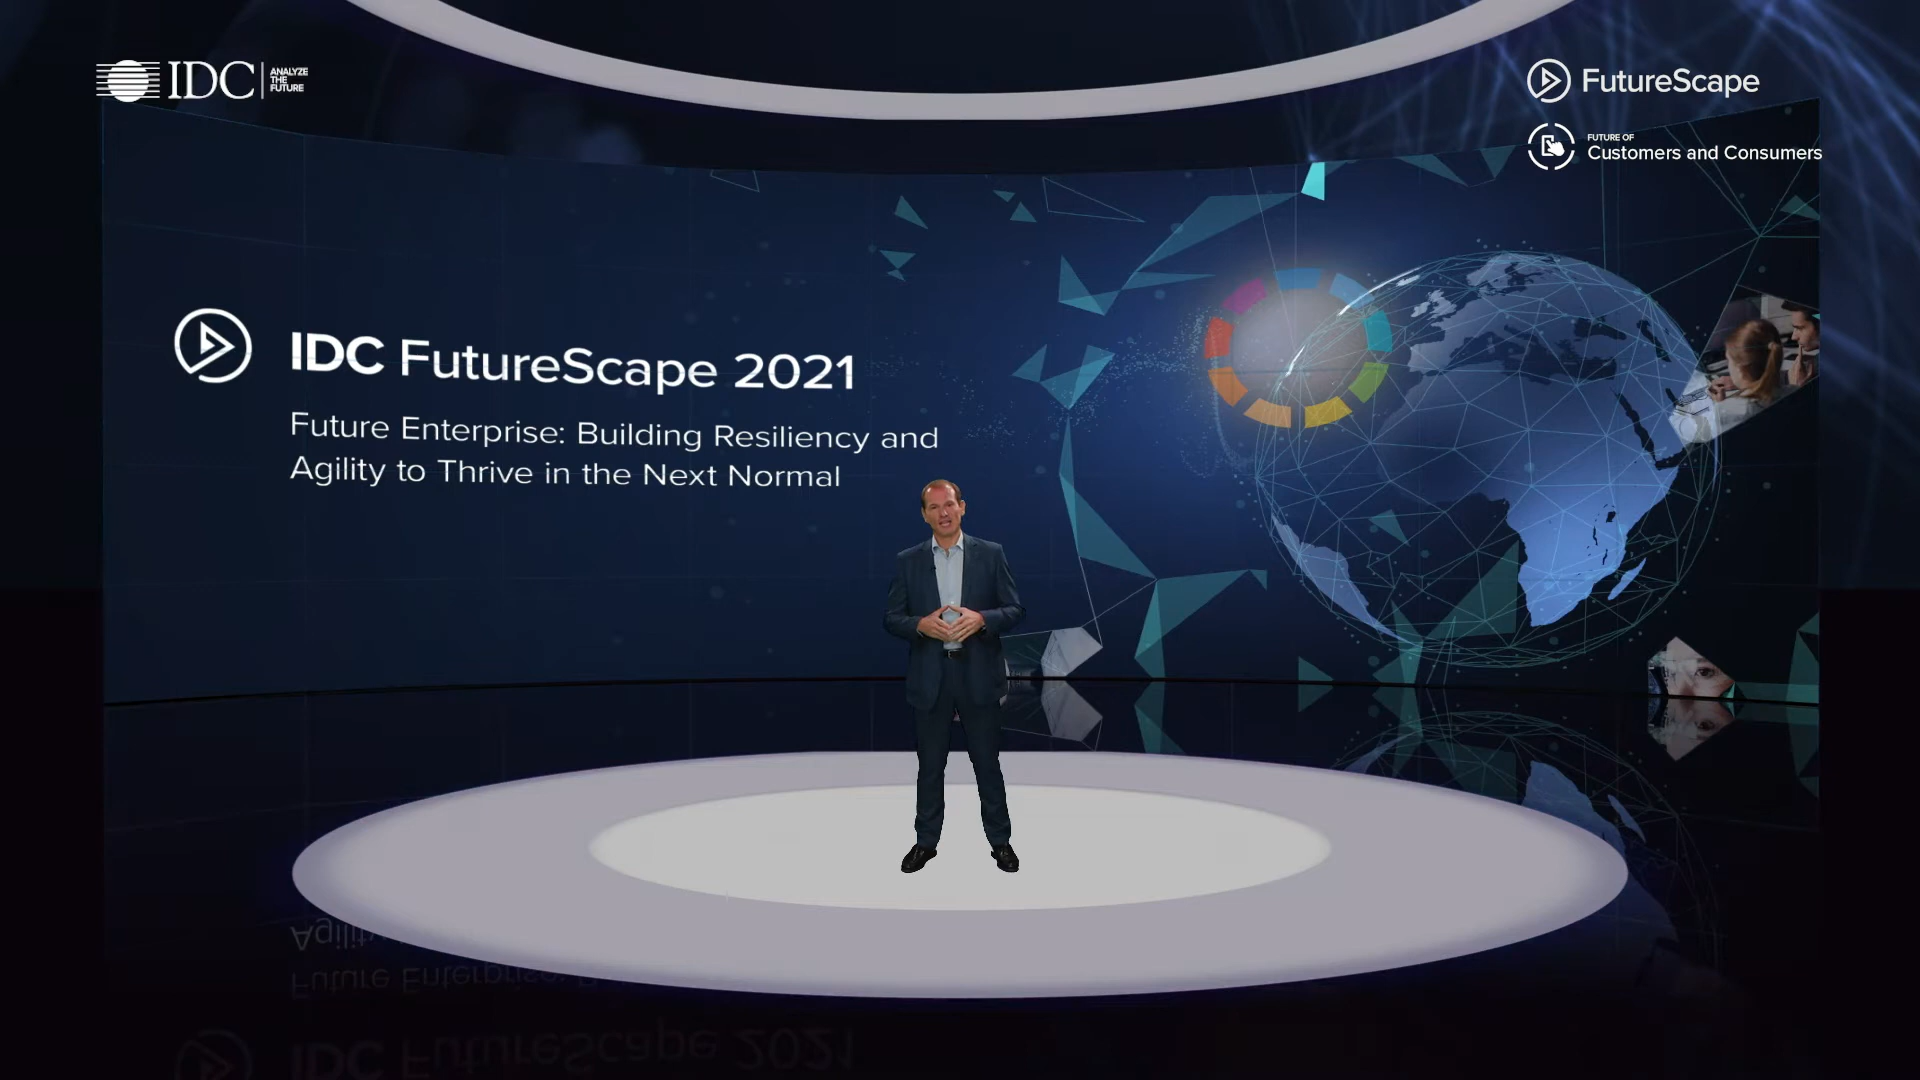 IDC
ANALYZE
THE
FUTURE
FutureScape
FUTURE OF
Customers and Consumers
IDC FutureScape 2021
Future Enterprise: Building Resiliency and
Agility to Thrive in the Next Normal